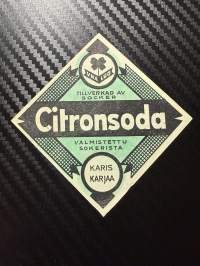 TILLVERKAD AV
SOCKER
Citronsoda
VALMISTETTU
SOKERISTA
KARIS
KARJAA